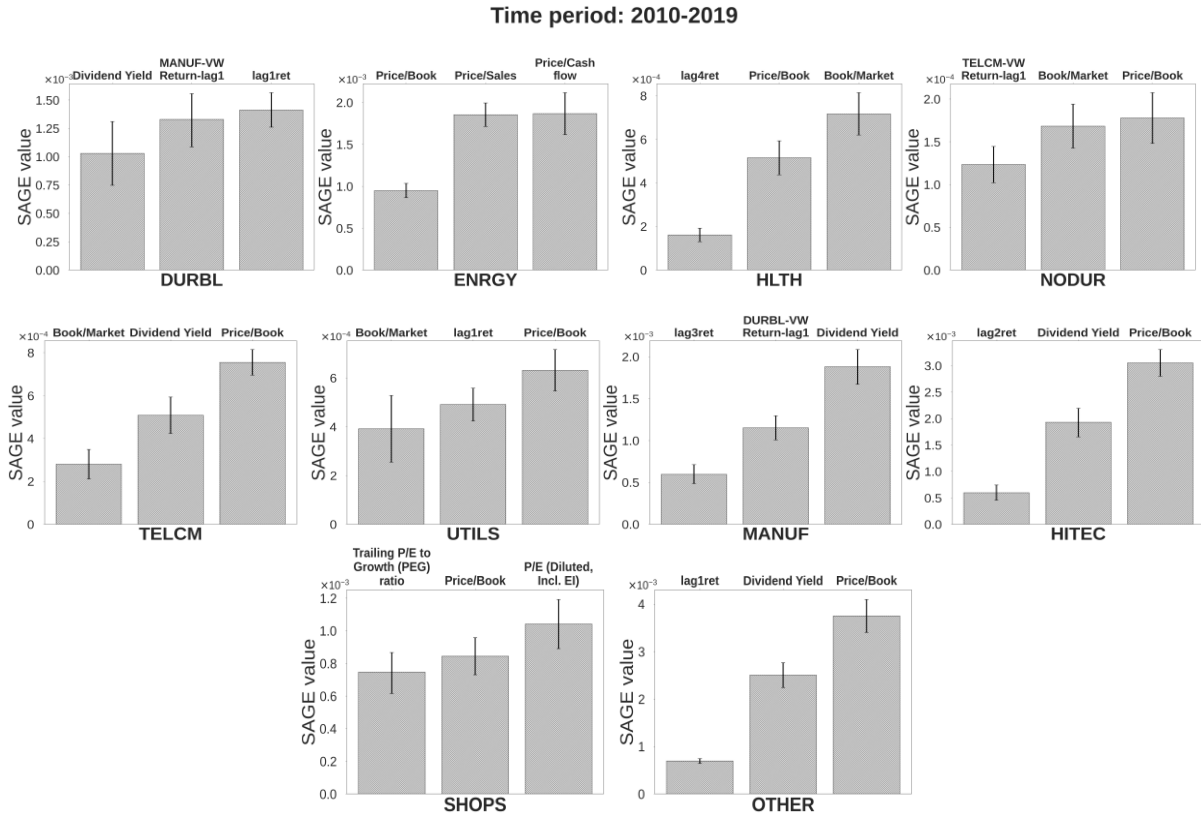 Time period: 2010-2019
×10⁻³
Dividend Yield
MANUF-VW
Return-lag1
lag1ret
SAGE value
1.50
1.25
1.00
0.75
0.50
0.25
0.00
DURBL
×10⁻³
Price/Book
Price/Sales
Price/Cash
flow
SAGE value
2.0
1.5
1.0
0.5
0.0
ENRGY
×10⁻⁴
lag4ret
Price/Book
Book/Market
SAGE value
8
6
4
2
0
HLTH
×10⁻⁴
TELCM-VW
Return-lag1
Book/Market
Price/Book
SAGE value
2.0
1.5
1.0
0.5
0.0
NODUR
×10⁻⁴
Book/Market
Dividend Yield
Price/Book
SAGE value
8
6
4
2
0
TELCM
×10⁻⁴
Book/Market
lag1ret
Price/Book
SAGE value
6
4
2
0
UTILS
×10⁻³
lag3ret
DURBL-VW
Return-lag1
Dividend Yield
SAGE value
2.0
1.5
1.0
0.5
0.0
MANUF
×10⁻³
lag2ret
Dividend Yield
Price/Book
SAGE value
3.0
2.5
2.0
1.5
1.0
0.5
0.0
HITEC
×10⁻³
Trailing P/E to
Growth (PEG)
ratio
Price/Book
P/E (Diluted,
Incl. EI)
SAGE value
1.2
1.0
0.8
0.6
0.4
0.2
0.0
SHOPS
×10⁻³
lag1ret
Dividend Yield
Price/Book
SAGE value
4
3
2
1
0
OTHER